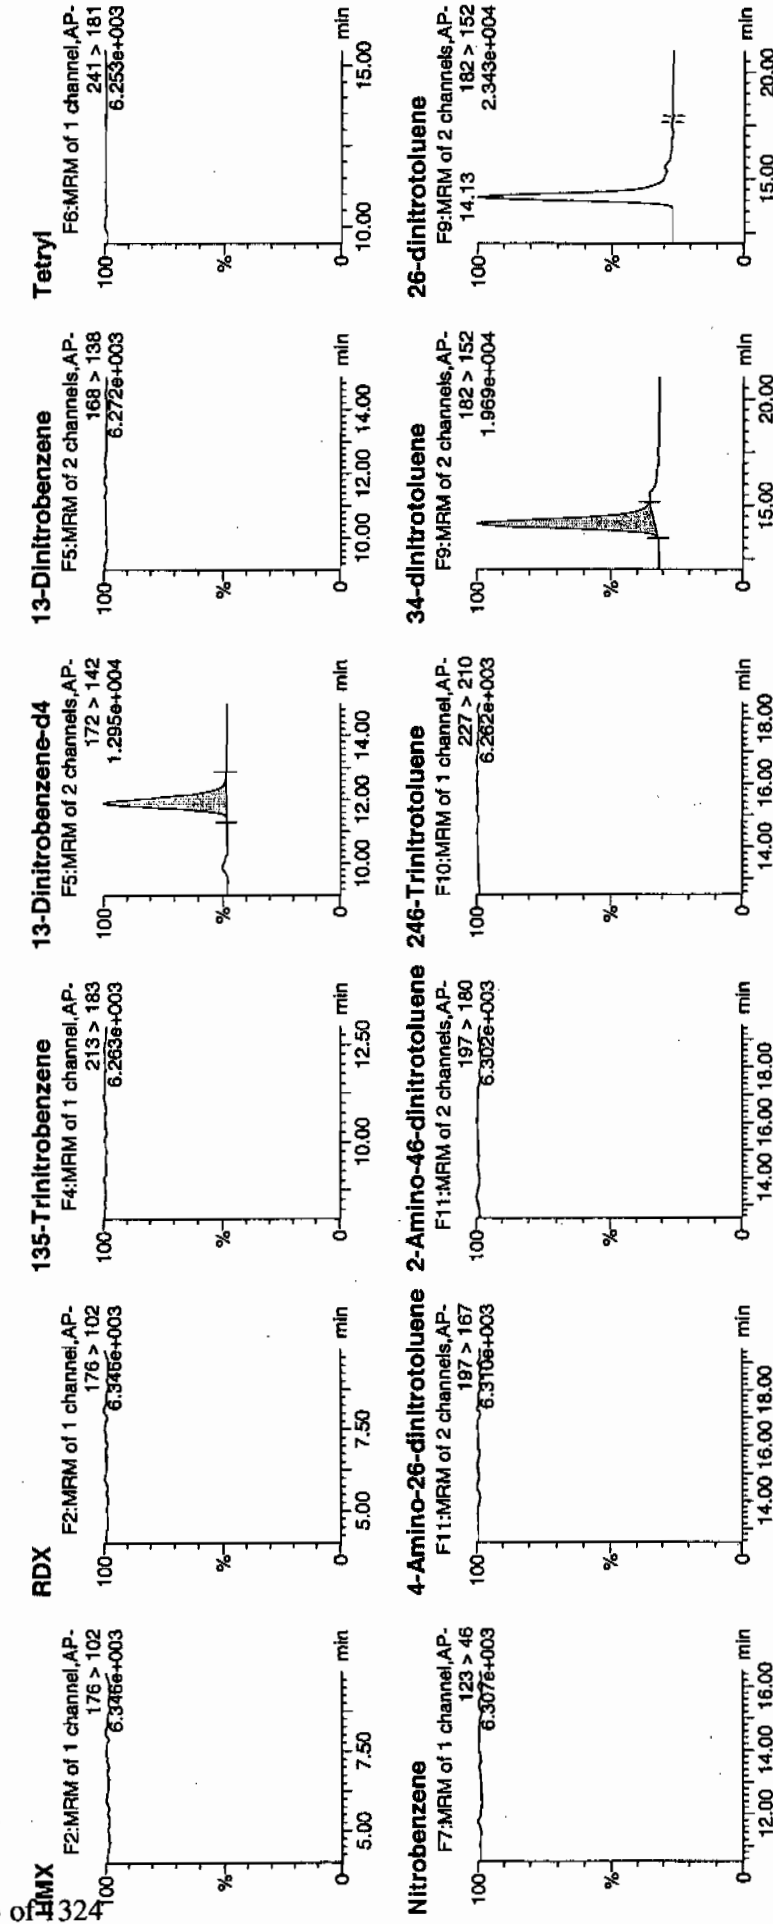 HMX
F2:MRM of 1 channel,AP-
176 > 102
6.346e+003
100
%
0
5.00 7.50 min
RDX
F2:MRM of 1 channel,AP-
176 > 102
6.346e+003
100
%
0
5.00 7.50 min
135-Trinitrobenzene
F4:MRM of 1 channel,AP-
213 > 183
6.263e+003
100
%
0
10.00 12.50 min
13-Dinitrobenzene-d4
F5:MRM of 2 channels,AP-
172 > 142
1.295e+004
100
%
0
10.00 12.00 14.00 min
13-Dinitrobenzene
F5:MRM of 2 channels,AP-
168 > 138
6.272e+003
100
%
0
10.00 12.00 14.00 min
Tetryl
F6:MRM of 1 channel,AP-
241 > 181
6.253e+003
100
%
0
10.00 15.00 min
Nitrobenzene
F7:MRM of 1 channel,AP-
123 > 46
6.307e+003
100
%
0
12.00 14.00 16.00 min
4-Amino-26-dinitrotoluene
F11:MRM of 2 channels,AP-
197 > 167
6.310e+003
100
%
0
14.00 16.00 18.00 min
2-Amino-46-dinitrotoluene
F11:MRM of 2 channels,AP-
197 > 180
6.302e+003
100
%
0
14.00 16.00 18.00 min
246-Trinitrotoluene
F10:MRM of 1 channel,AP-
227 > 210
6.262e+003
100
%
0
14.00 16.00 18.00 min
34-dinitrotoluene
F9:MRM of 2 channels,AP-
182 > 152
1.969e+004
100
%
0
15.00 20.00 min
26-dinitrotoluene
F9:MRM of 2 channels,AP-
14.13 182 > 152
2.343e+004
100
%
0
15.00 20.00 min
of 1324